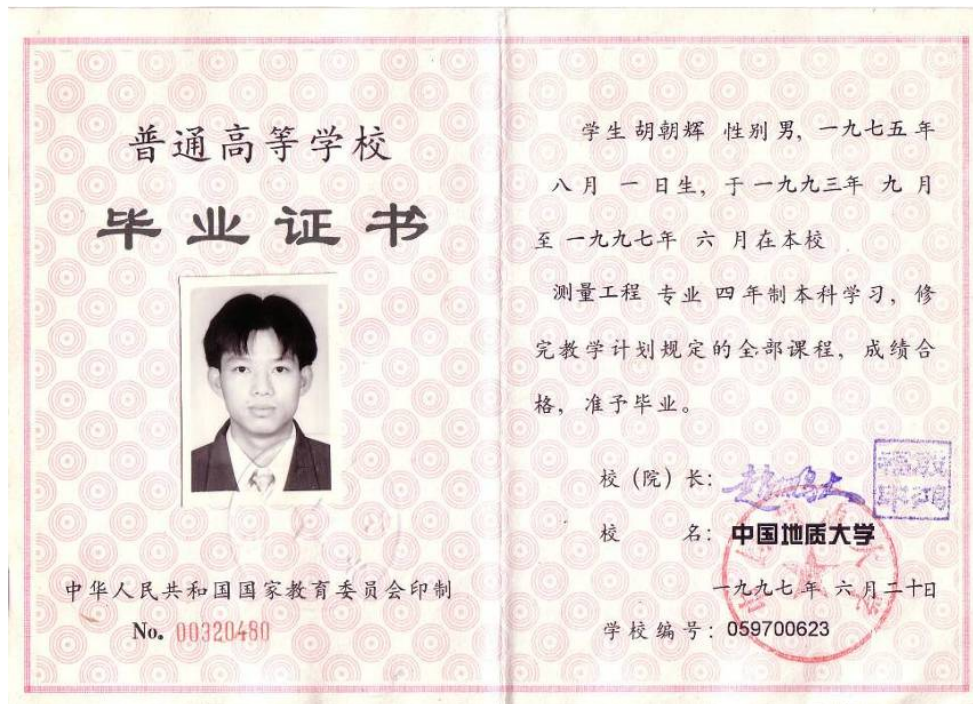 普通高等学校
毕业证书
中华人民共和国国家教育委员会印制
No. 00320480
学生 胡朝辉 性别 男, 一九七五年
八月 一 日生, 于 一九九三年 九 月
至 一九九七年 六 月在本校
测量工程 专业 四 年制本科学习, 修
完教学计划规定的全部课程, 成绩合
格, 准予毕业。
校 (院) 长:
校 名: 中国地质大学
一九九七 年 六 月二十日
学校编号: 059700623